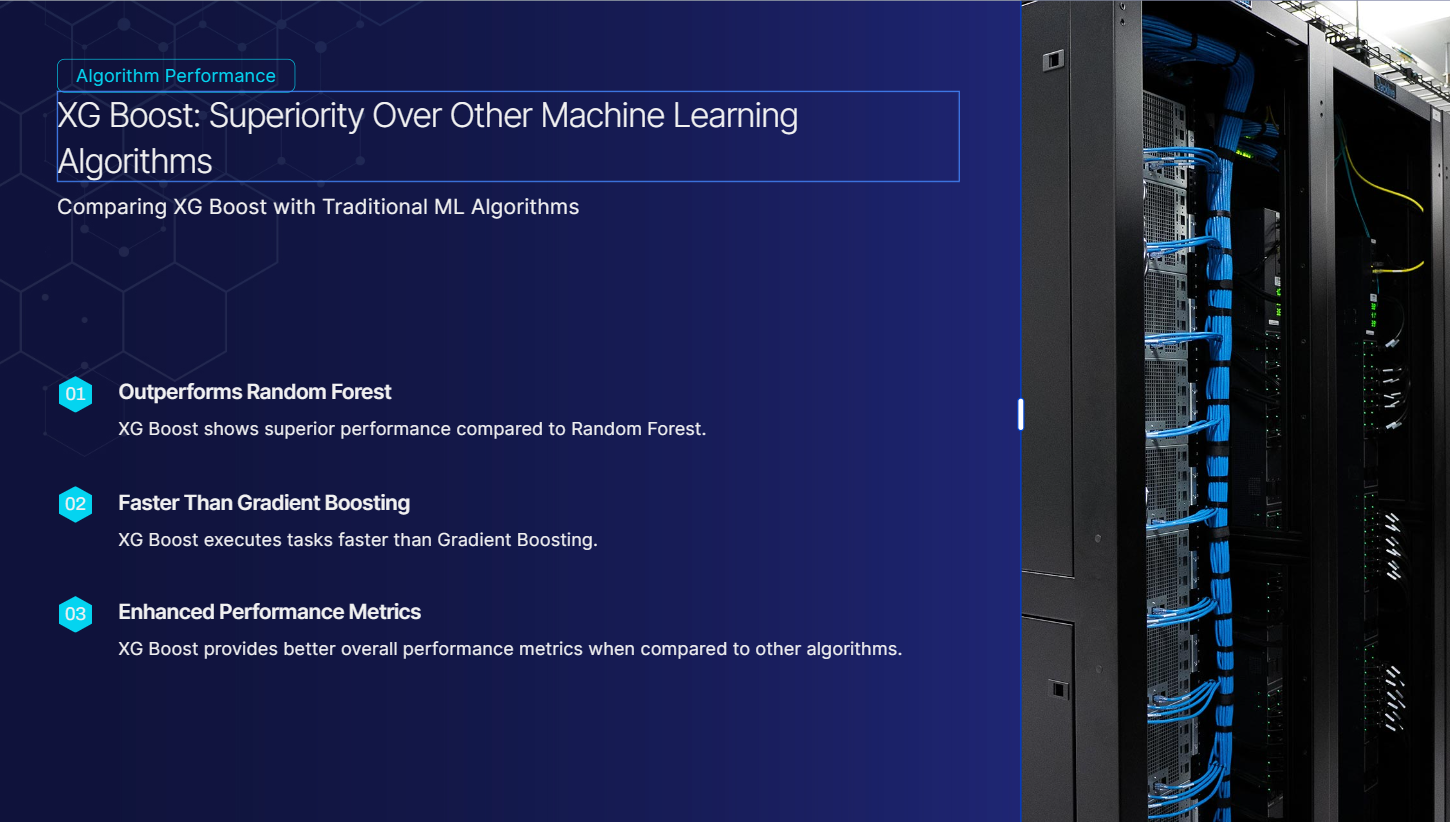 Algorithm Performance
XG Boost: Superiority Over Other Machine Learning
Algorithms
Comparing XG Boost with Traditional ML Algorithms
01
Outperforms Random Forest
XG Boost shows superior performance compared to Random Forest.
02
Faster Than Gradient Boosting
XG Boost executes tasks faster than Gradient Boosting.
03
Enhanced Performance Metrics
XG Boost provides better overall performance metrics when compared to other algorithms.